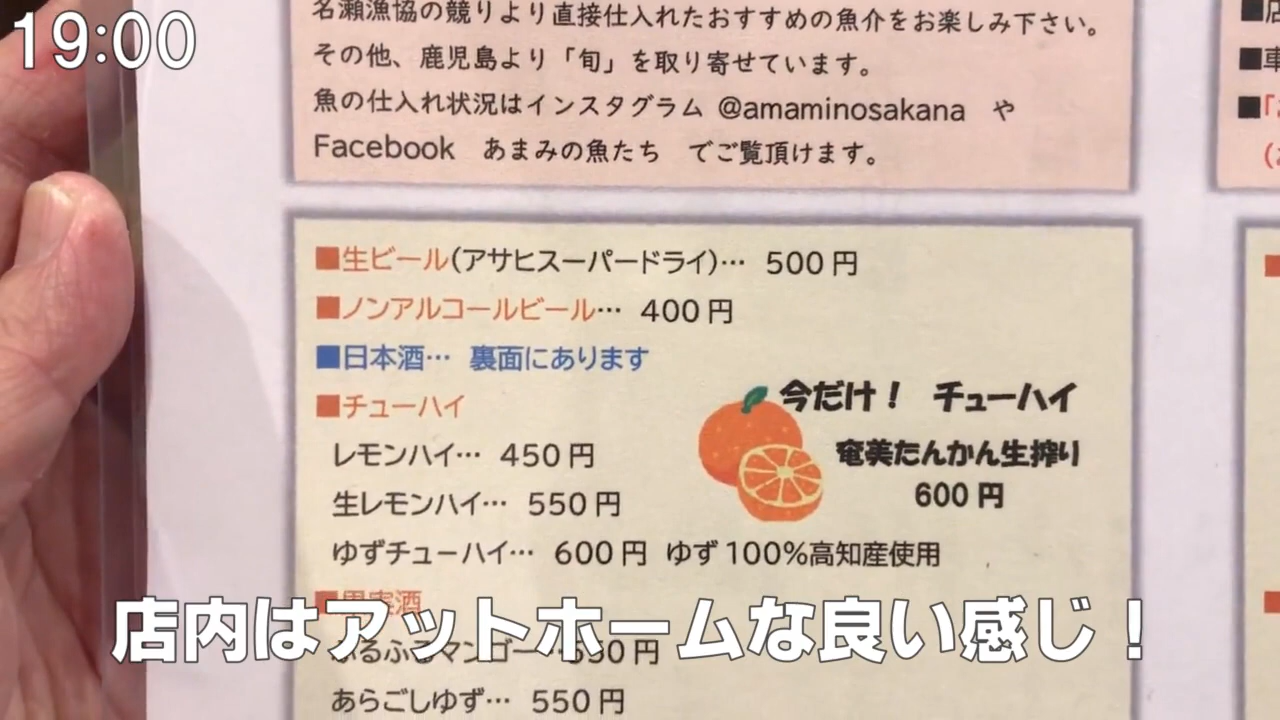 19:00
名瀬漁協の競りより直接仕入れたおすすめの魚介をお楽しみ下さい。
その他、鹿児島より「旬」を取り寄せています。
魚の仕入れ状況はインスタグラム @amaminosakana や
Facebook あまみの魚たち でご覧頂けます。
■生ビール(アサヒスーパードライ)… 500円
■ノンアルコールビール… 400円
■日本酒… 裏面にあります
■チューハイ
レモンハイ… 450円
生レモンハイ… 550円
ゆずチューハイ… 600円 ゆず100%高知産使用
今だけ! チューハイ
奄美たんかん生搾り
600円
■果実酒
店内はアットホームな良い感じ!
あらごしゆず… 550円